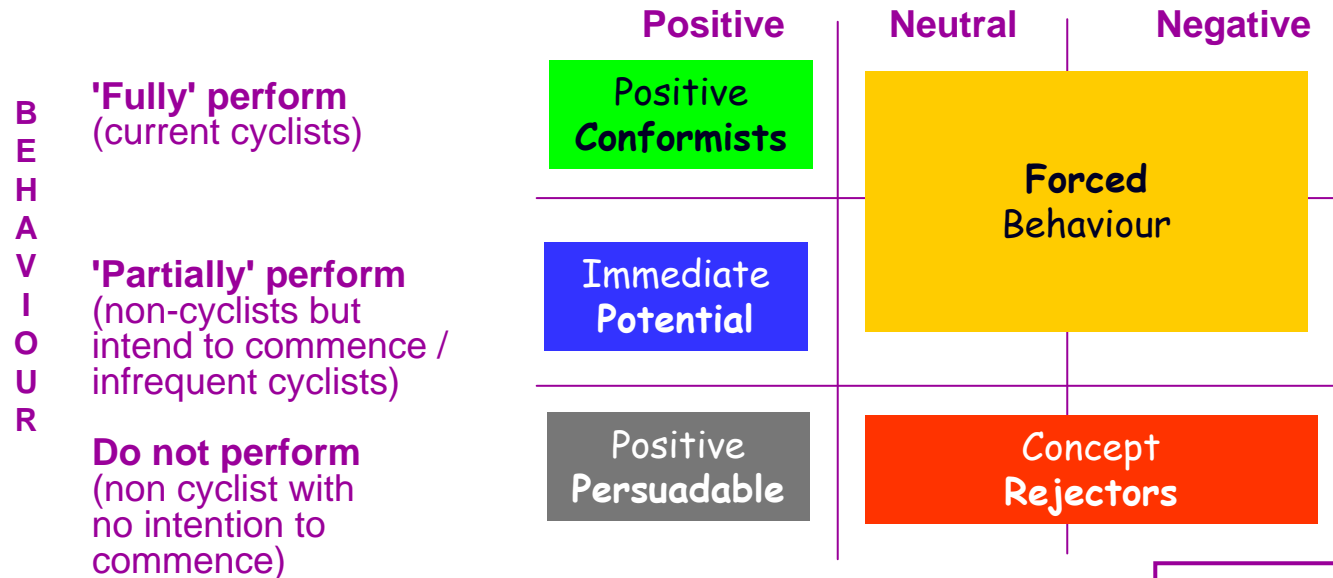 Positive Neutral Negative
BEHAVIOUR
'Fully' perform
(current cyclists)
Positive
Conformists
Forced
Behaviour
'Partially' perform
(non-cyclists but
intend to commence /
infrequent cyclists)
Immediate
Potential
Do not perform
(non cyclist with
no intention to
commence)
Positive
Persuadable
Concept
Rejectors